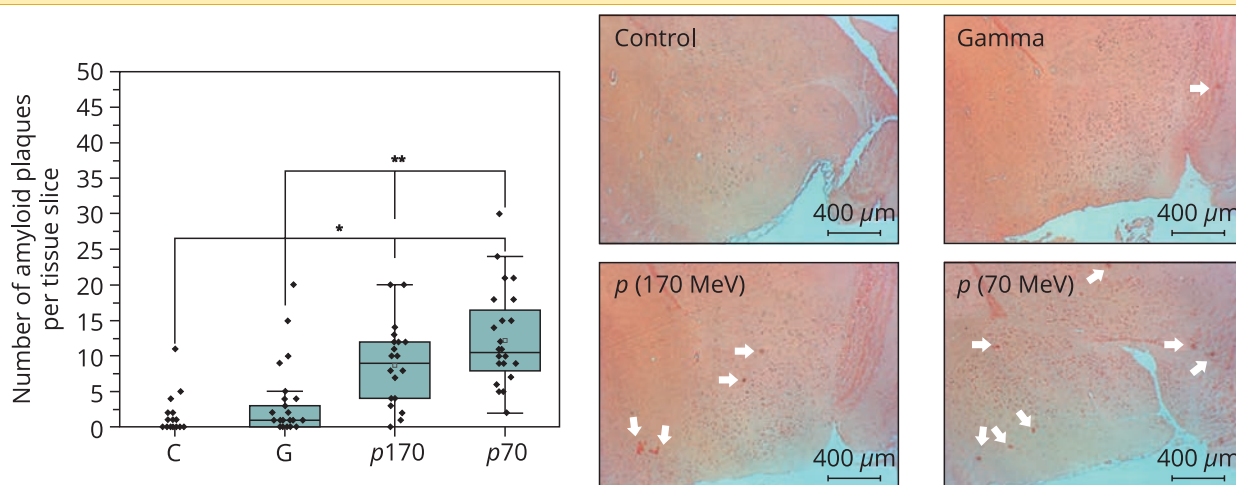 Number of amyloid plaques
per tissue slice
50
45
40
35
30
25
20
15
10
5
0
**
*
C
G
p170
p70
Control
400 µm
Gamma
400 µm
p (170 MeV)
400 µm
p (70 MeV)
400 µm